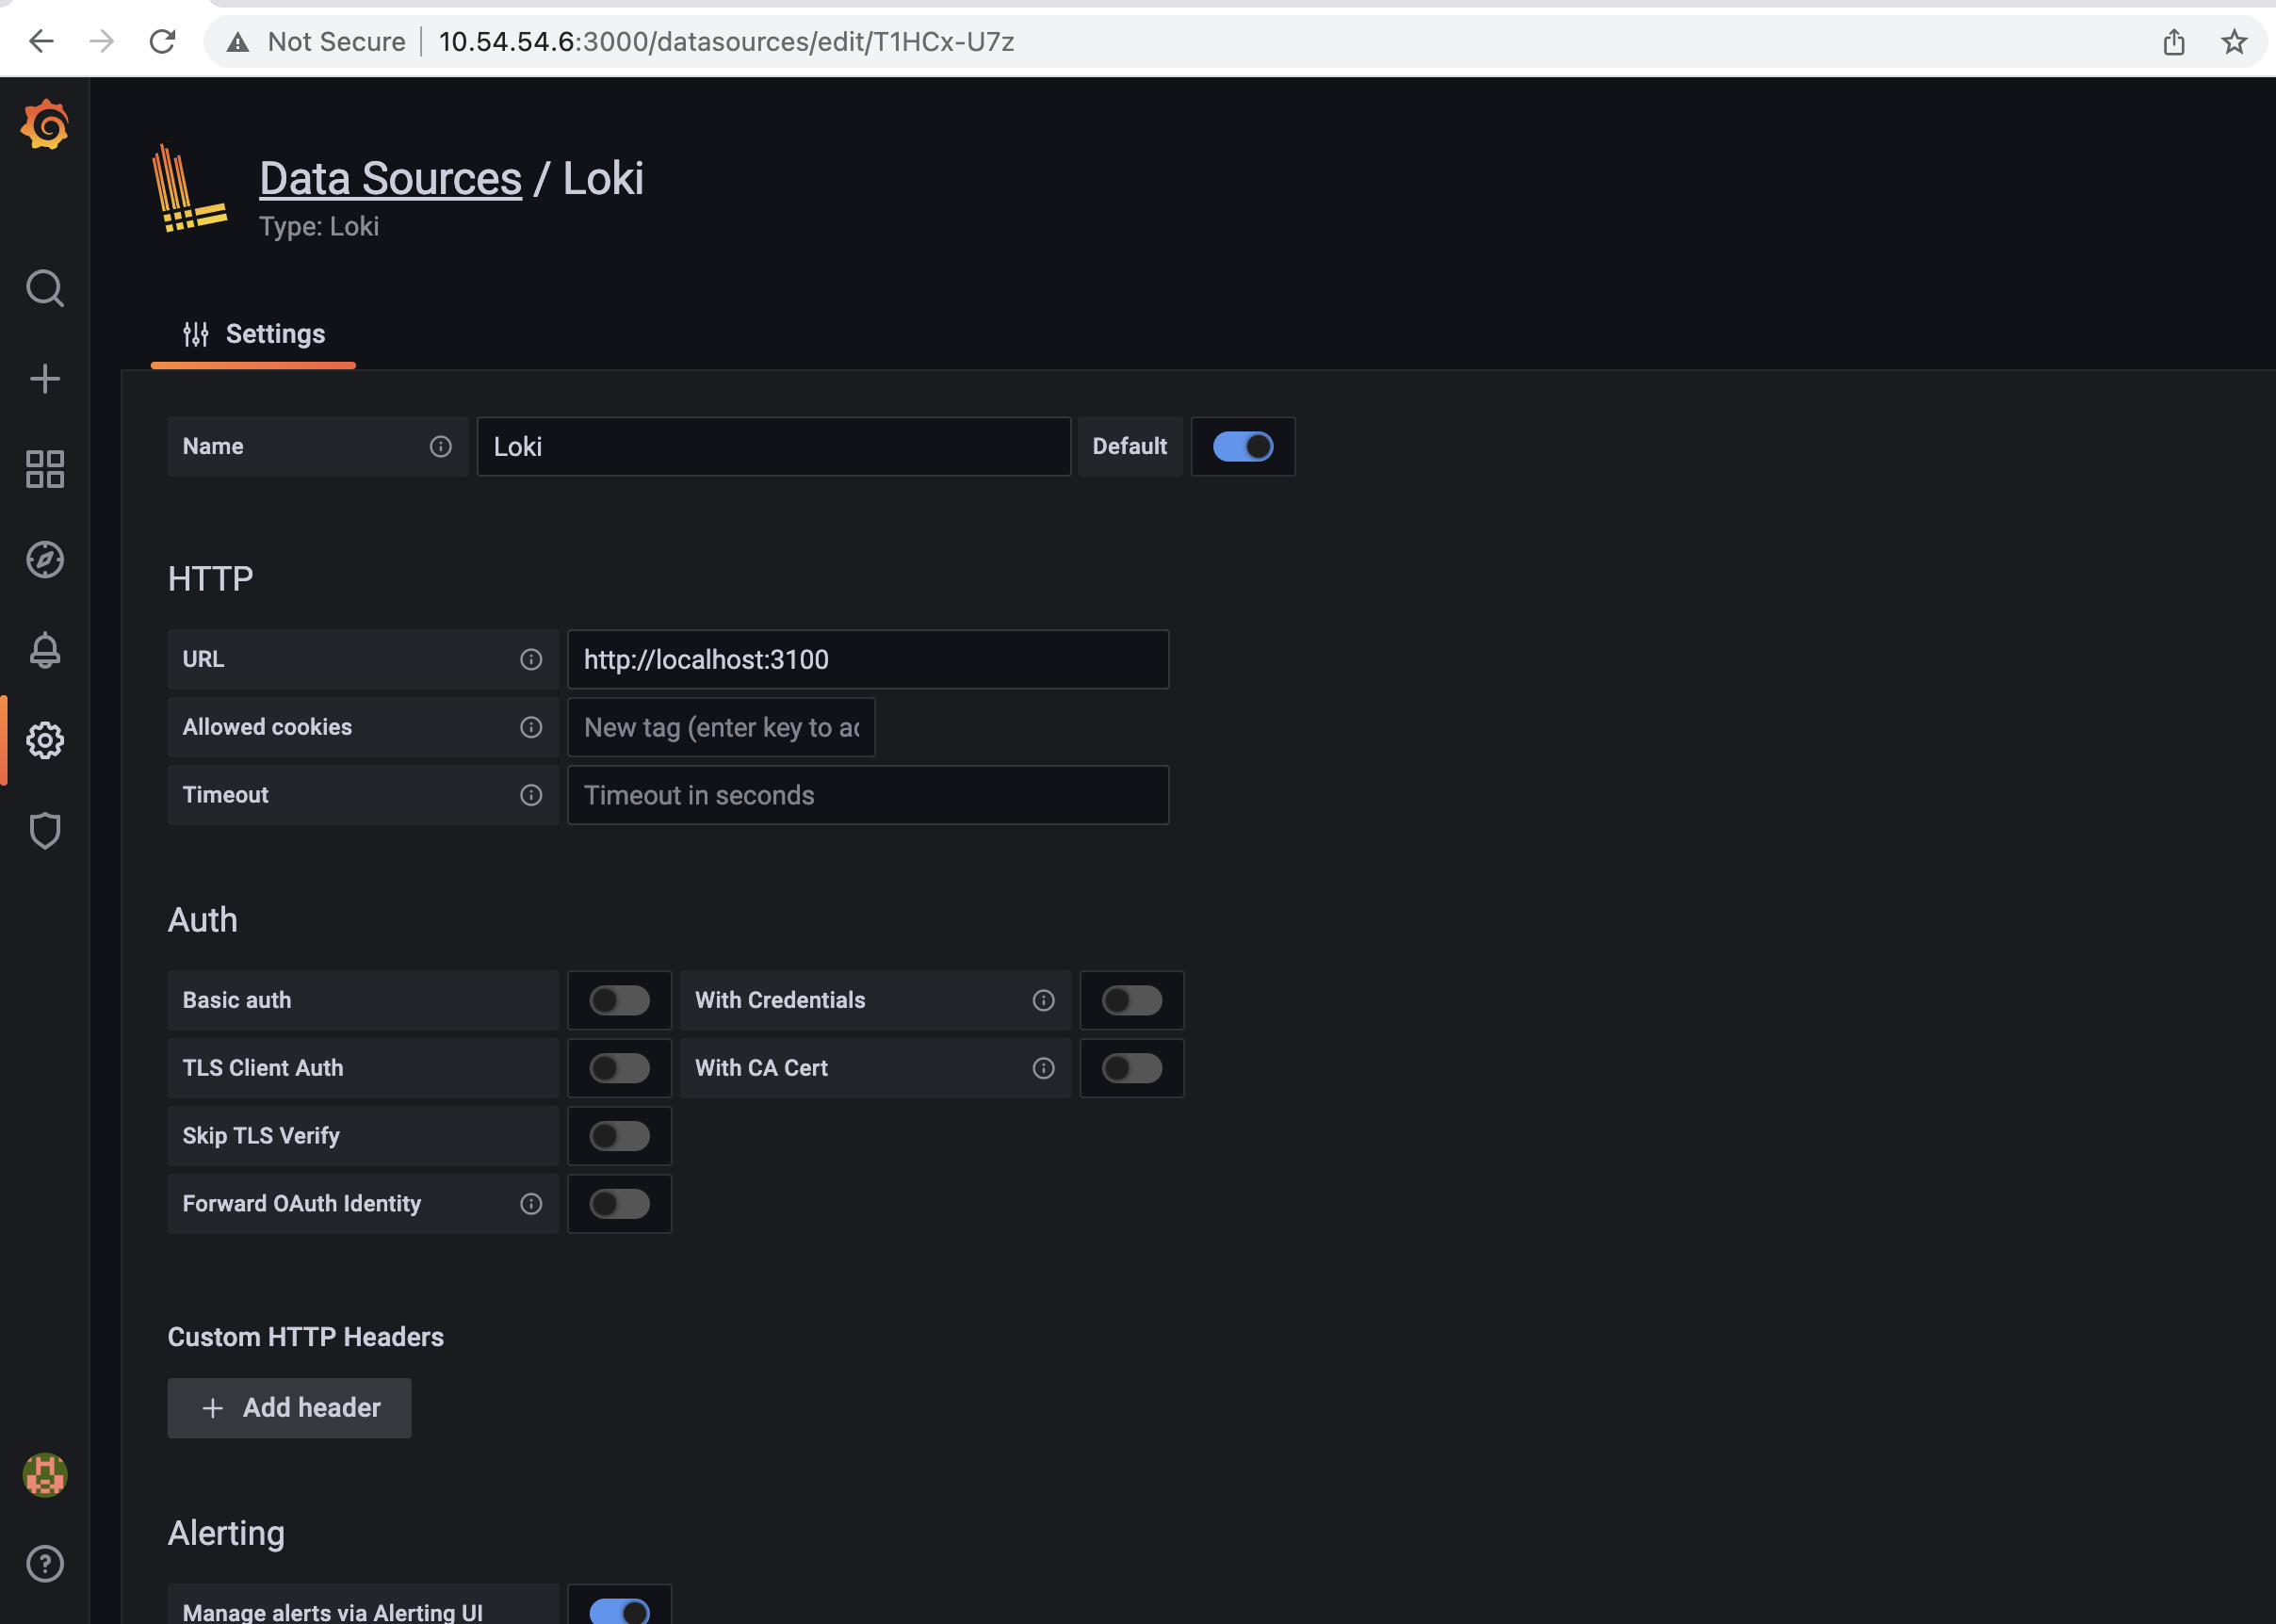 Not Secure 10.54.54.6:3000/datasources/edit/T1HCx-U7z
Data Sources / Loki
Type: Loki
Settings
Name Loki Default
HTTP
URL http://localhost:3100
Allowed cookies New tag (enter key to ad
Timeout Timeout in seconds
Auth
Basic auth With Credentials
TLS Client Auth With CA Cert
Skip TLS Verify
Forward OAuth Identity
Custom HTTP Headers
+ Add header
Alerting
Manage alerts via Alerting UI